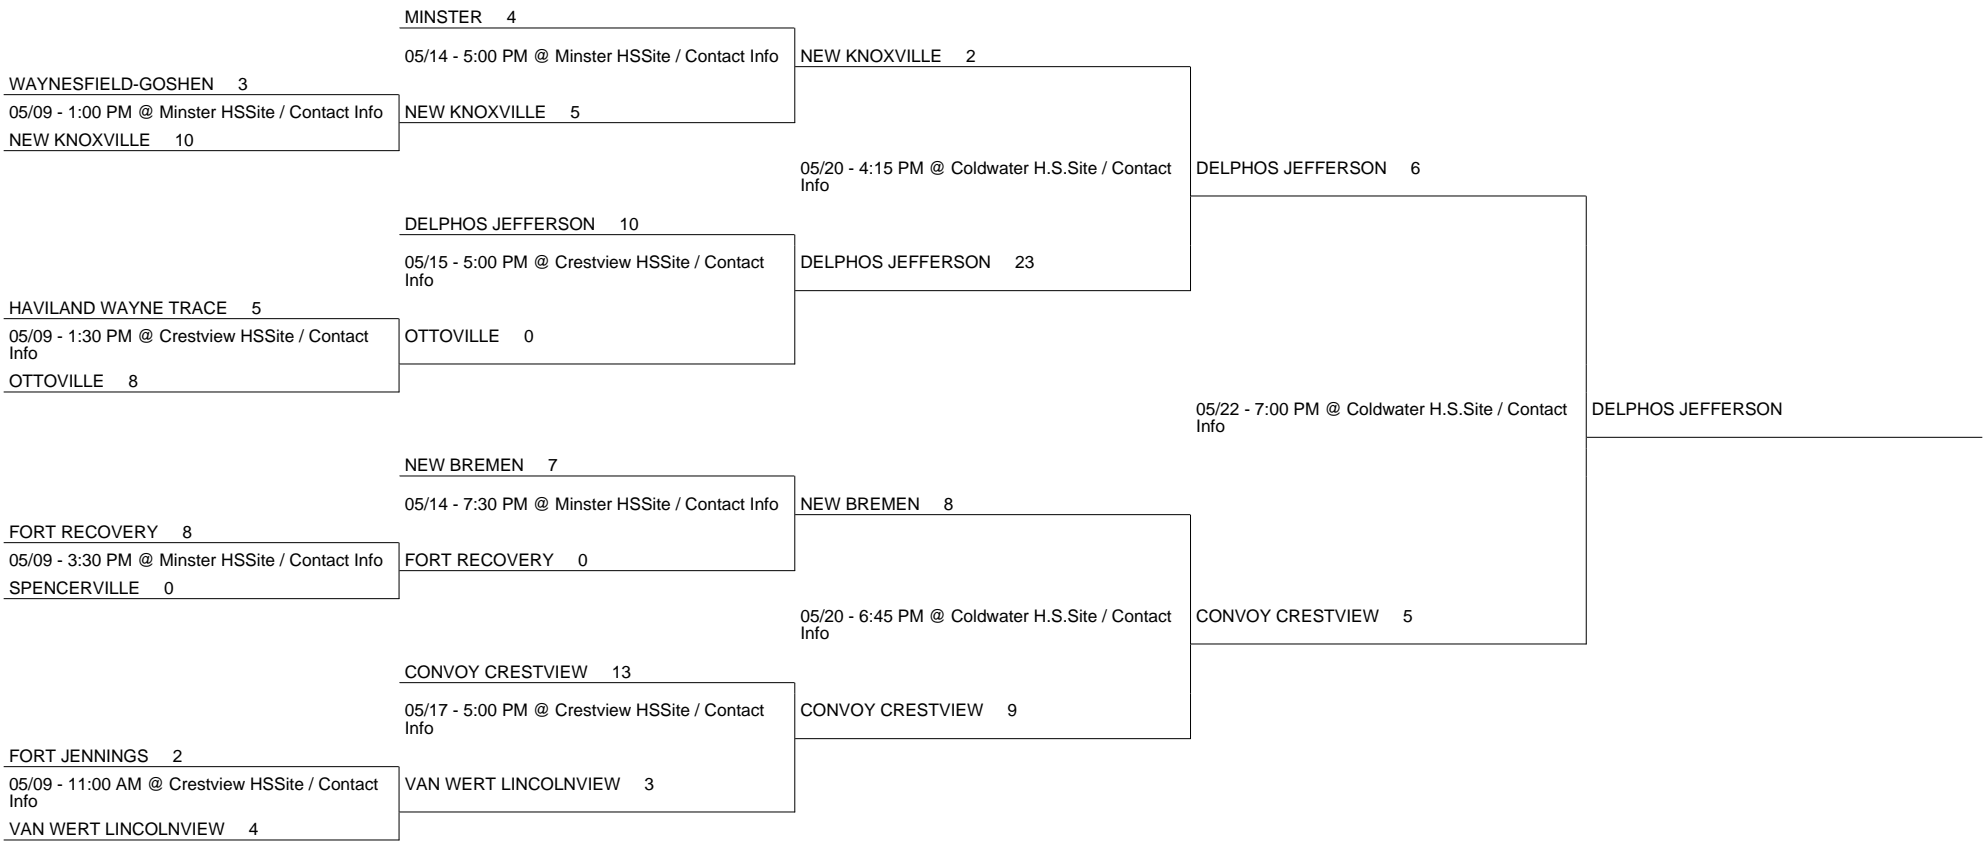 MINSTER 4
05/14 - 5:00 PM @ Minster HSSite / Contact Info
NEW KNOXVILLE 2
WAYNESFIELD-GOSHEN 3
05/09 - 1:00 PM @ Minster HSSite / Contact Info
NEW KNOXVILLE 5
NEW KNOXVILLE 10
05/20 - 4:15 PM @ Coldwater H.S.Site / Contact
Info
DELPHOS JEFFERSON 6
DELPHOS JEFFERSON 10
05/15 - 5:00 PM @ Crestview HSSite / Contact
Info
DELPHOS JEFFERSON 23
HAVILAND WAYNE TRACE 5
05/09 - 1:30 PM @ Crestview HSSite / Contact
Info
OTTOVILLE 0
OTTOVILLE 8
05/22 - 7:00 PM @ Coldwater H.S.Site / Contact
Info
DELPHOS JEFFERSON
NEW BREMEN 7
05/14 - 7:30 PM @ Minster HSSite / Contact Info
NEW BREMEN 8
FORT RECOVERY 8
05/09 - 3:30 PM @ Minster HSSite / Contact Info
FORT RECOVERY 0
SPENCERVILLE 0
05/20 - 6:45 PM @ Coldwater H.S.Site / Contact
Info
CONVOY CRESTVIEW 5
CONVOY CRESTVIEW 13
05/17 - 5:00 PM @ Crestview HSSite / Contact
Info
CONVOY CRESTVIEW 9
FORT JENNINGS 2
05/09 - 11:00 AM @ Crestview HSSite / Contact
Info
VAN WERT LINCOLNVIEW 3
VAN WERT LINCOLNVIEW 4